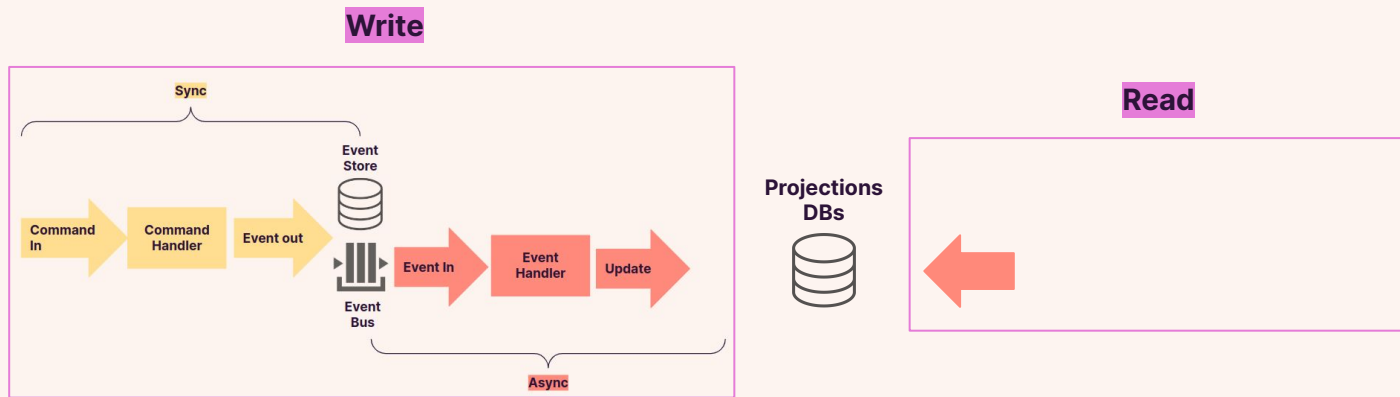 Write
Read
Sync
Event
Store
Projections
DBs
Command
In
Command
Handler
Event out
Event In
Event
Handler
Update
Event
Bus
Async